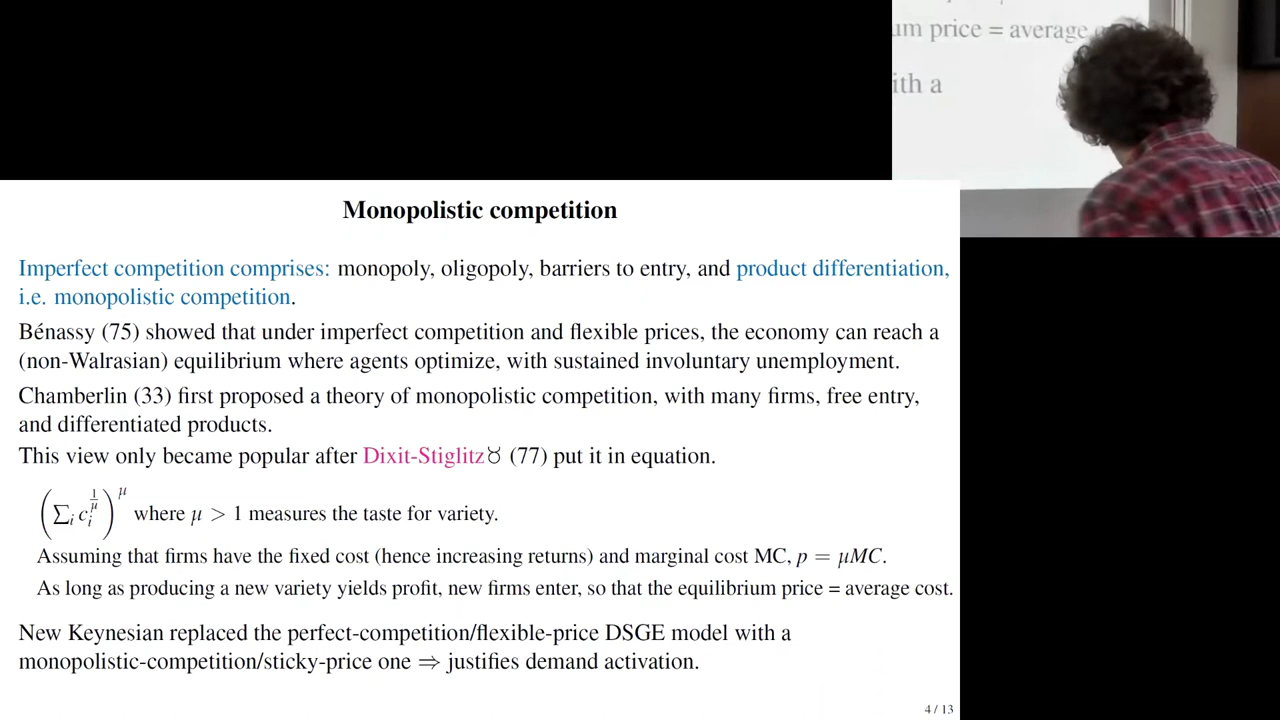 um price = average
ith a
Monopolistic competition
Imperfect competition comprises: monopoly, oligopoly, barriers to entry, and product differentiation,
i.e. monopolistic competition.
Bénassy (75) showed that under imperfect competition and flexible prices, the economy can reach a
(non-Walrasian) equilibrium where agents optimize, with sustained involuntary unemployment.
Chamberlin (33) first proposed a theory of monopolistic competition, with many firms, free entry,
and differentiated products.
This view only became popular after Dixit-Stiglitz♉ (77) put it in equation.
(∑_i c_i^{1/μ})^μ where μ > 1 measures the taste for variety.
Assuming that firms have the fixed cost (hence increasing returns) and marginal cost MC, p = μMC.
As long as producing a new variety yields profit, new firms enter, so that the equilibrium price = average cost.
New Keynesian replaced the perfect-competition/flexible-price DSGE model with a
monopolistic-competition/sticky-price one ⇒ justifies demand activation.
4 / 13